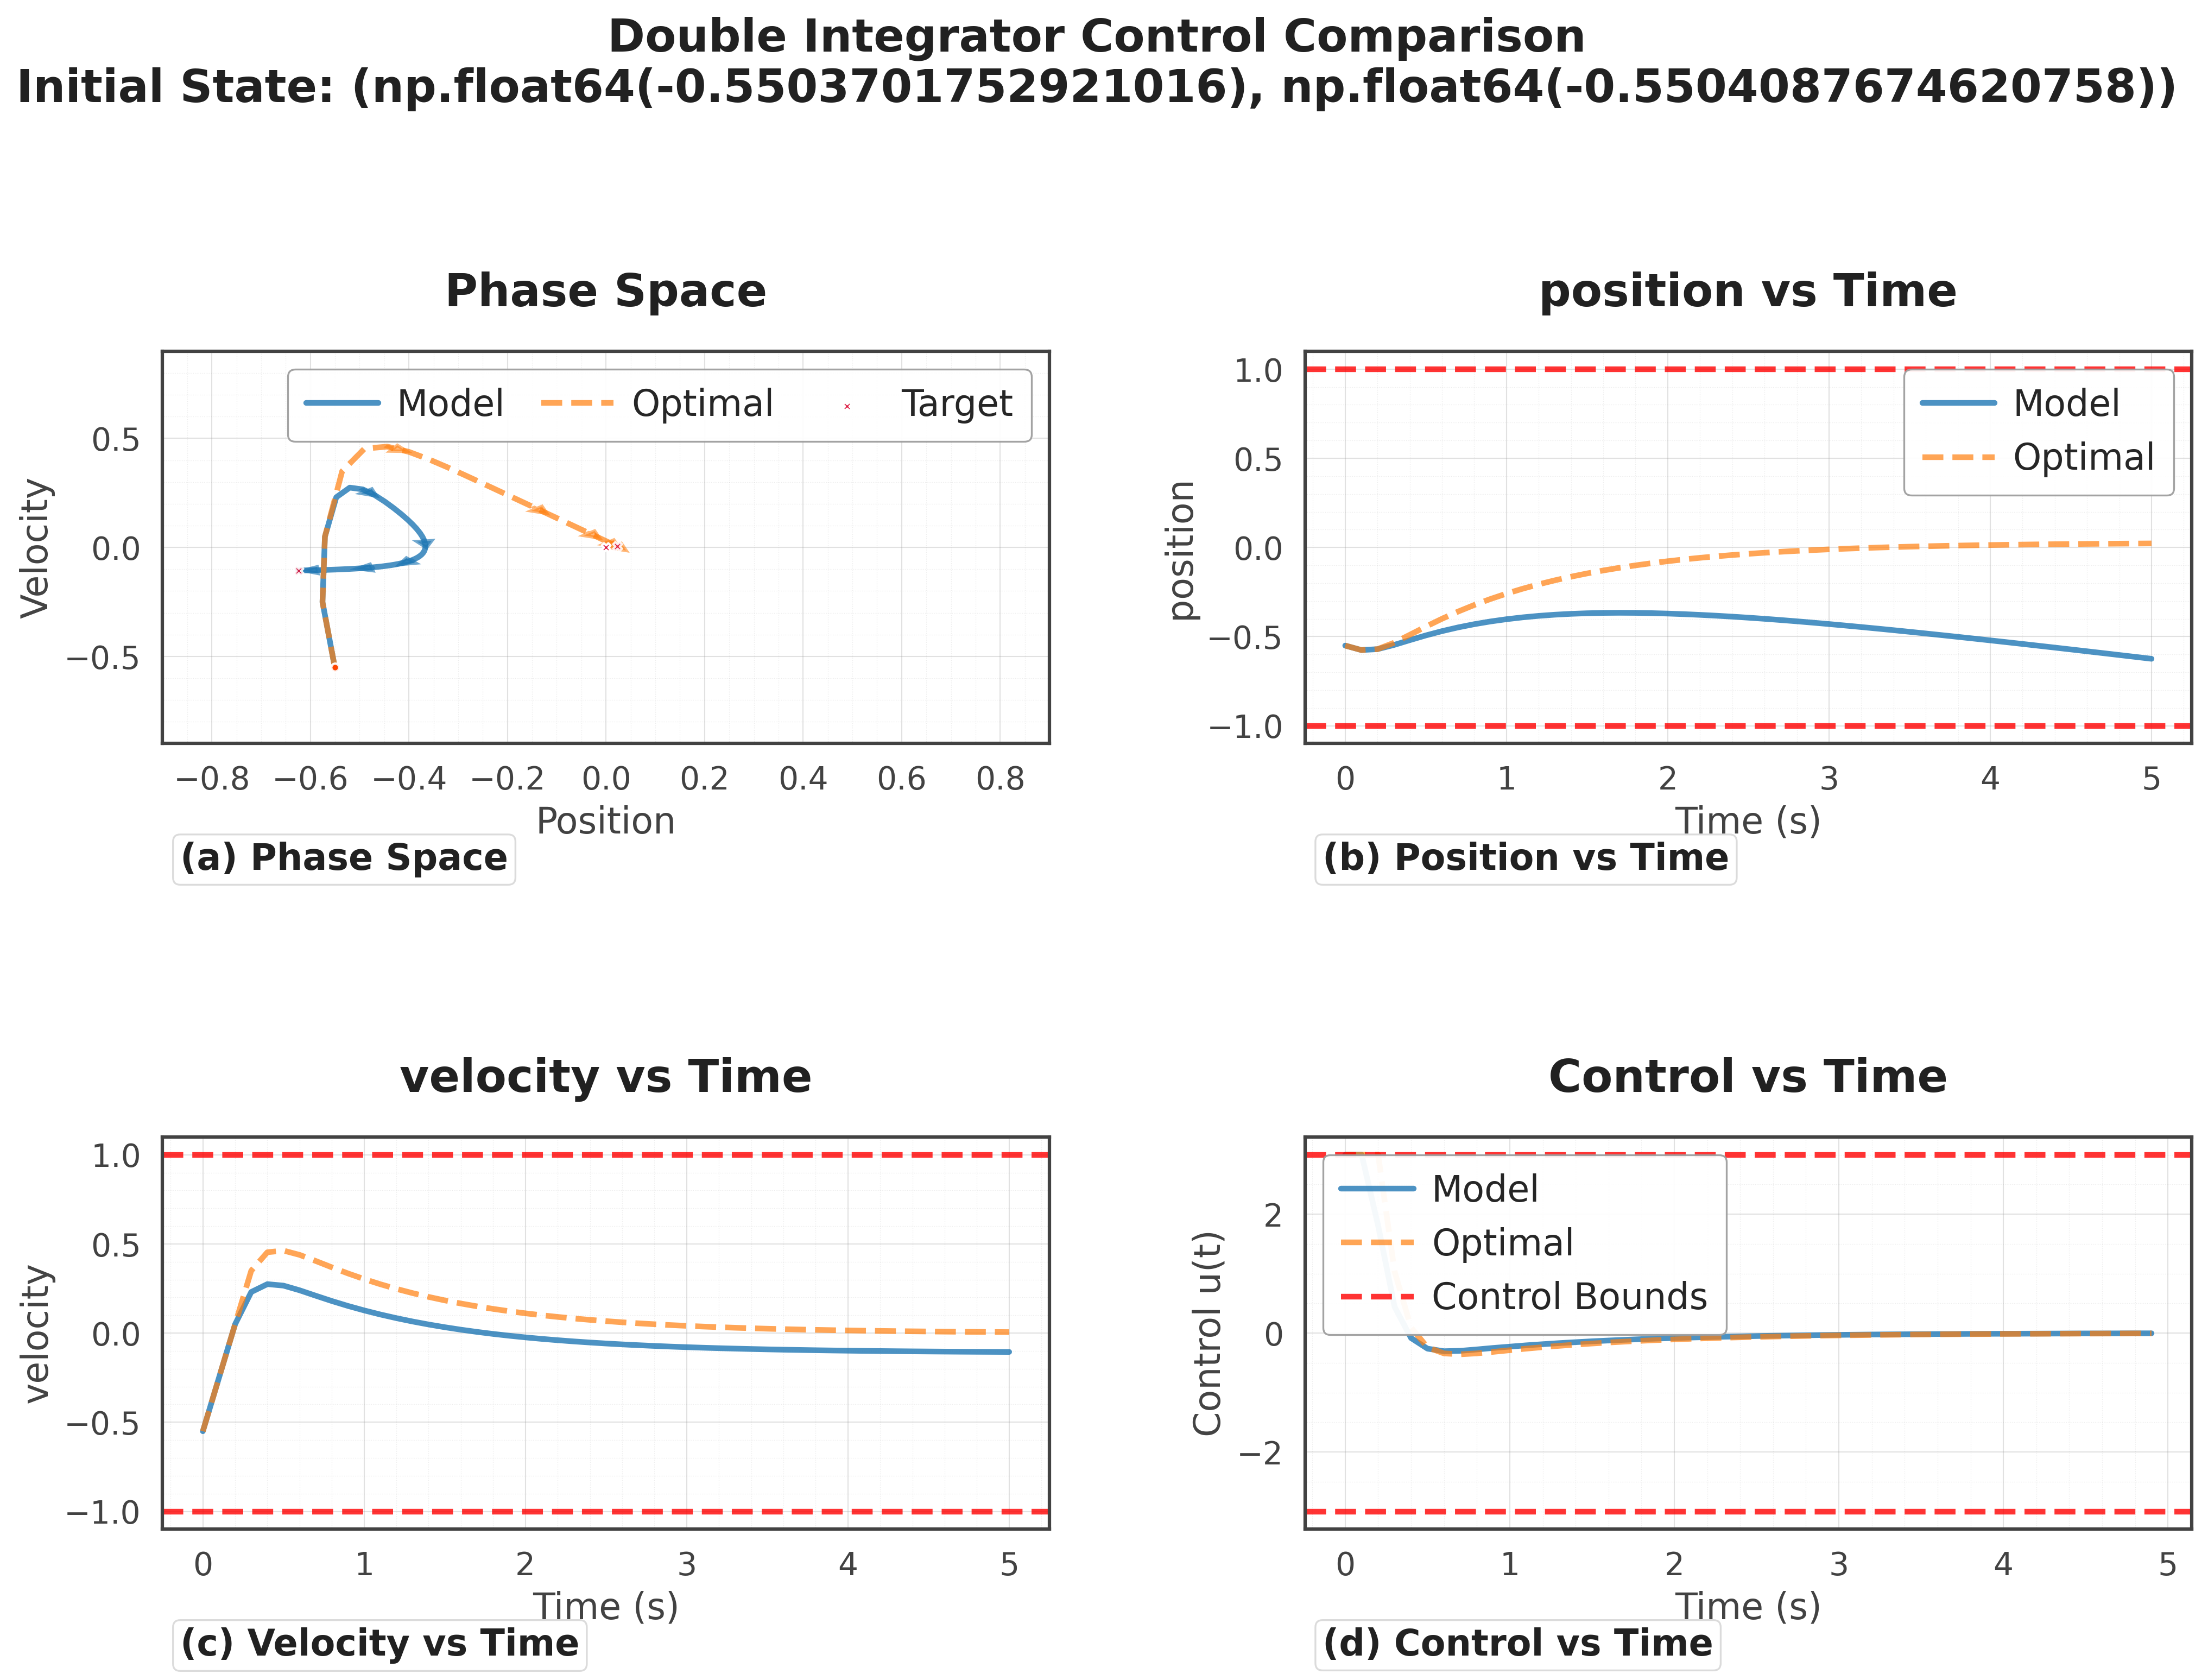 Double Integrator Control Comparison
Initial State: (np.float64(-0.5503701752921016), np.float64(-0.5504087674620758))
Phase Space
Model
Optimal
Target
0.5
0.0
−0.5
Velocity
−0.8 −0.6 −0.4 −0.2 0.0 0.2 0.4 0.6 0.8
Position
(a) Phase Space
position vs Time
Model
Optimal
1.0
0.5
0.0
−0.5
−1.0
position
0 1 2 3 4 5
Time (s)
(b) Position vs Time
velocity vs Time
1.0
0.5
0.0
−0.5
−1.0
velocity
0 1 2 3 4 5
Time (s)
(c) Velocity vs Time
Control vs Time
Model
Optimal
Control Bounds
2
0
−2
Control u(t)
0 1 2 3 4 5
Time (s)
(d) Control vs Time